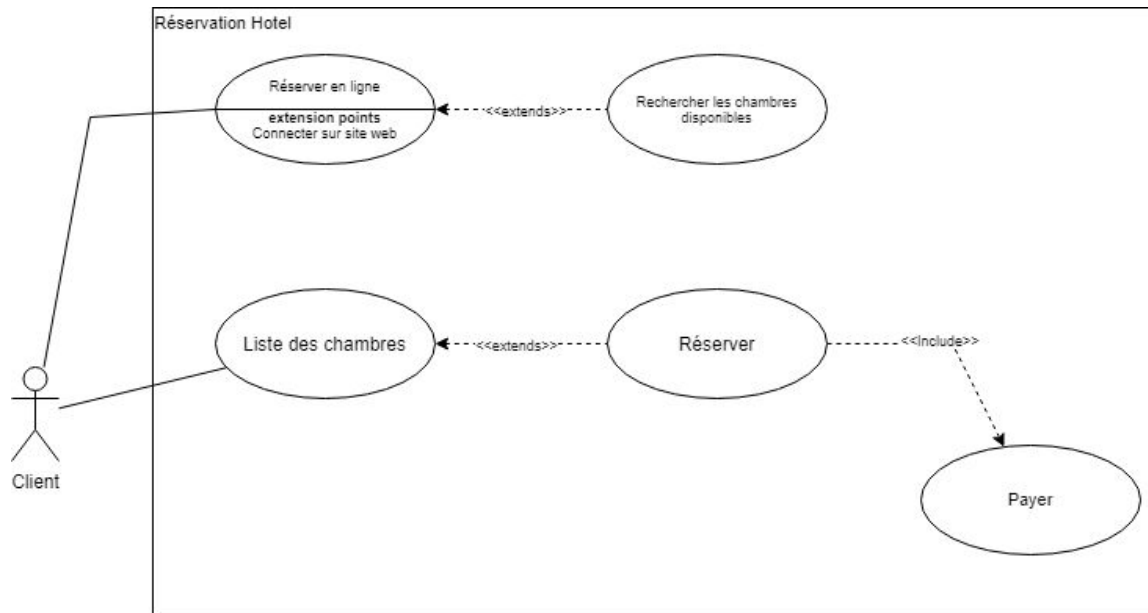 Réservation Hotel
Réserver en ligne
extension points
Connecter sur site web
<<extends>>
Rechercher les chambres
disponibles
Liste des chambres
<<extends>>
Réserver
<<Include>>
Client
Payer